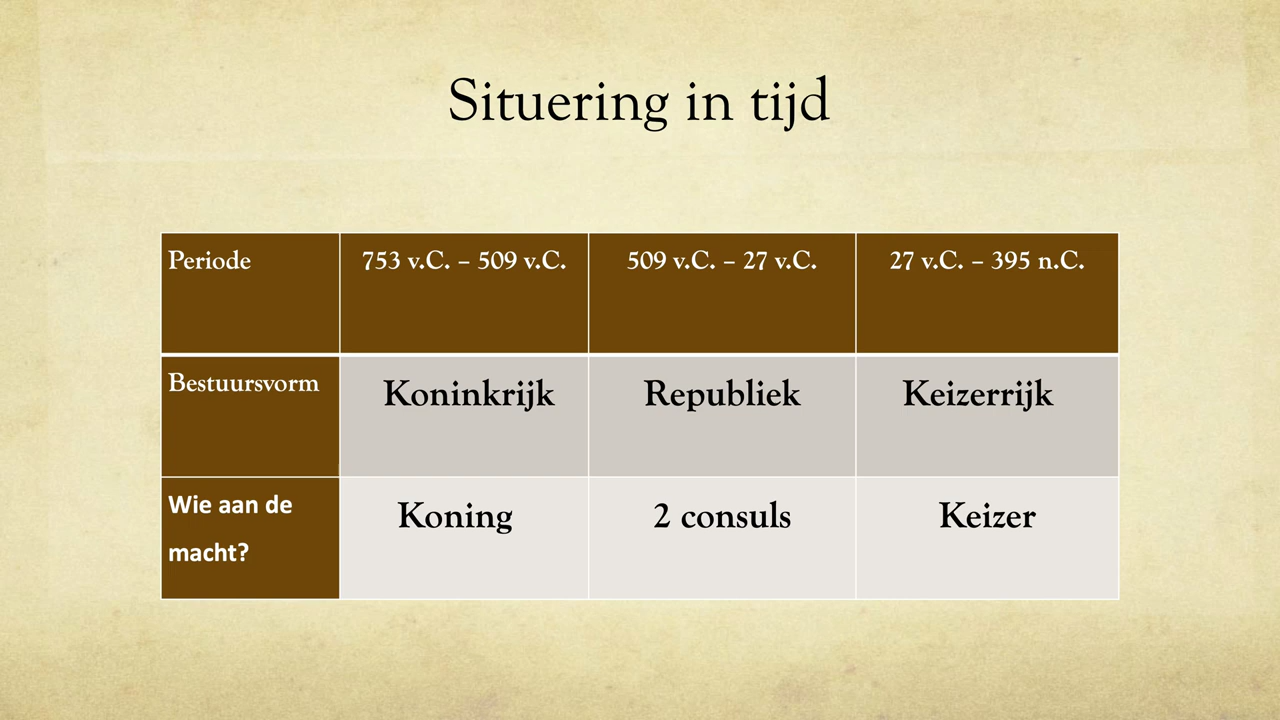 Situering in tijd
Periode 753 v.C. – 509 v.C. 509 v.C. – 27 v.C. 27 v.C. – 395 n.C.
Bestuursvorm Koninkrijk Republiek Keizerrijk
Wie aan de Koning 2 consuls Keizer
macht?